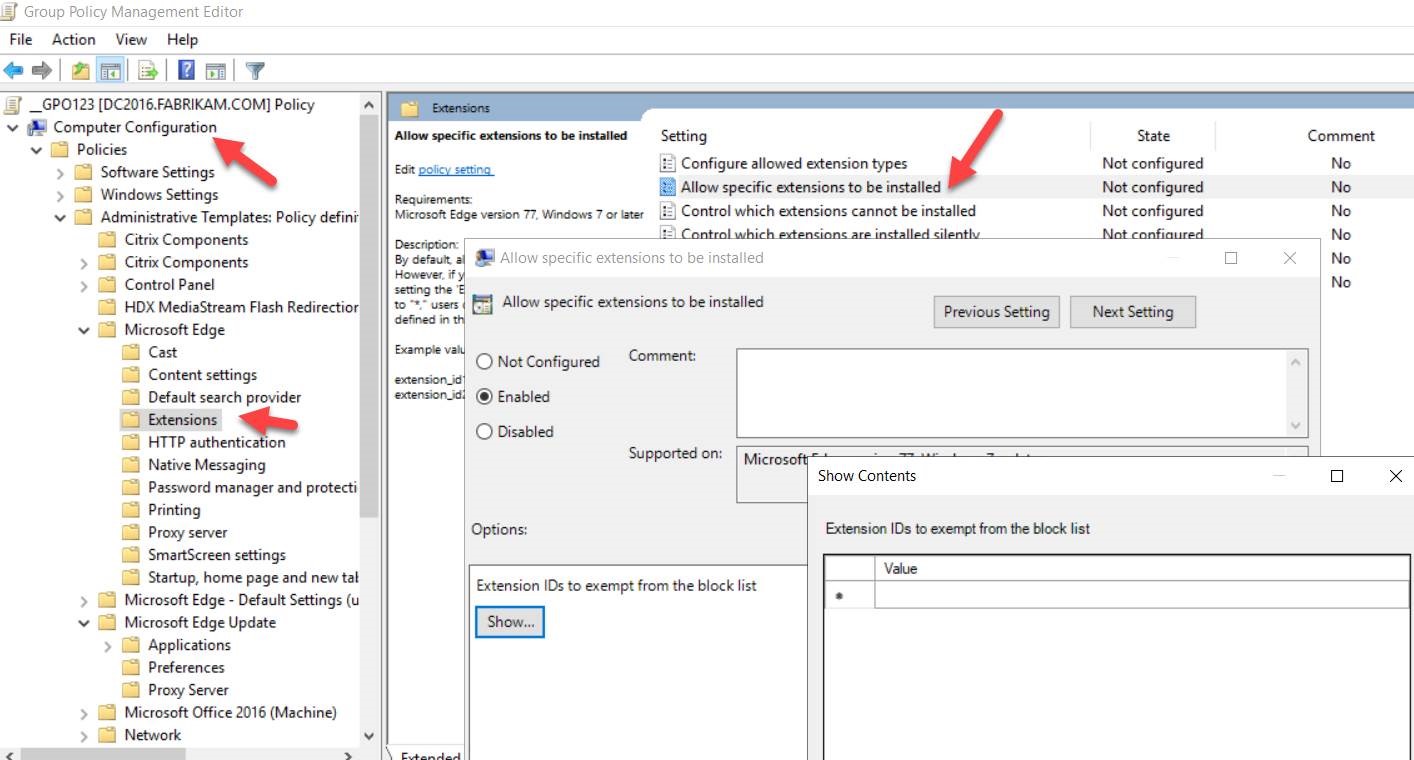 Group Policy Management Editor
File Action View Help
__GPO123 [DC2016.FABRIKAM.COM] Policy
Computer Configuration
Policies
Software Settings
Windows Settings
Administrative Templates: Policy defini
Citrix Components
Citrix Components
Control Panel
HDX MediaStream Flash Redirection
Microsoft Edge
Cast
Content settings
Default search provider
Extensions
HTTP authentication
Native Messaging
Password manager and protecti
Printing
Proxy server
SmartScreen settings
Startup, home page and new tab
Microsoft Edge - Default Settings (u
Microsoft Edge Update
Applications
Preferences
Proxy Server
Microsoft Office 2016 (Machine)
Network
Extensions
Allow specific extensions to be installed
Edit policy setting
Requirements:
Microsoft Edge version 77, Windows 7 or later
Description:
By default, al
However, if y
setting the 'E
to "*," users
defined in th
Example valu
extension_id1
extension_id2
Extended
Setting State Comment
Configure allowed extension types Not configured No
Allow specific extensions to be installed Not configured No
Control which extensions cannot be installed Not configured No
Control which extensions are installed silently Not configured No
No
No
Allow specific extensions to be installed
Allow specific extensions to be installed
Previous Setting Next Setting
Not Configured Comment:
Enabled
Disabled
Supported on:
Microsoft Edge version 77, Windows 7 or later
Options:
Extension IDs to exempt from the block list
Show...
Show Contents
Extension IDs to exempt from the block list
Value